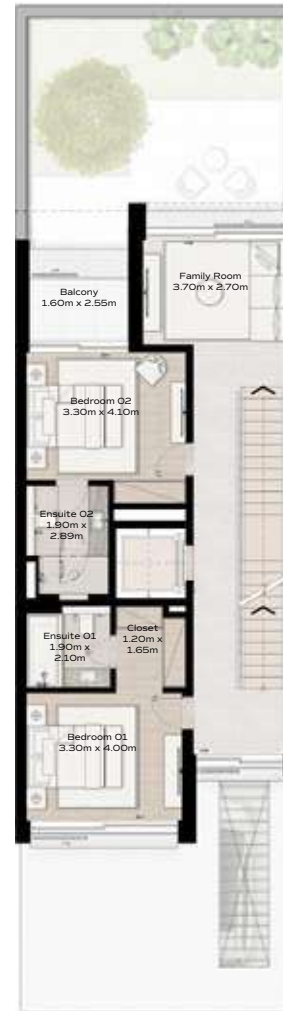 Family Room
3.70m x 2.70m
Balcony
1.60m x 2.55m
Bedroom 02
3.30m x 4.10m
Ensuite 02
1.90m x
2.89m
Ensuite 01
1.90m x
2.10m
Closet
1.20m x
1.65m
Bedroom 01
3.30m x 4.00m